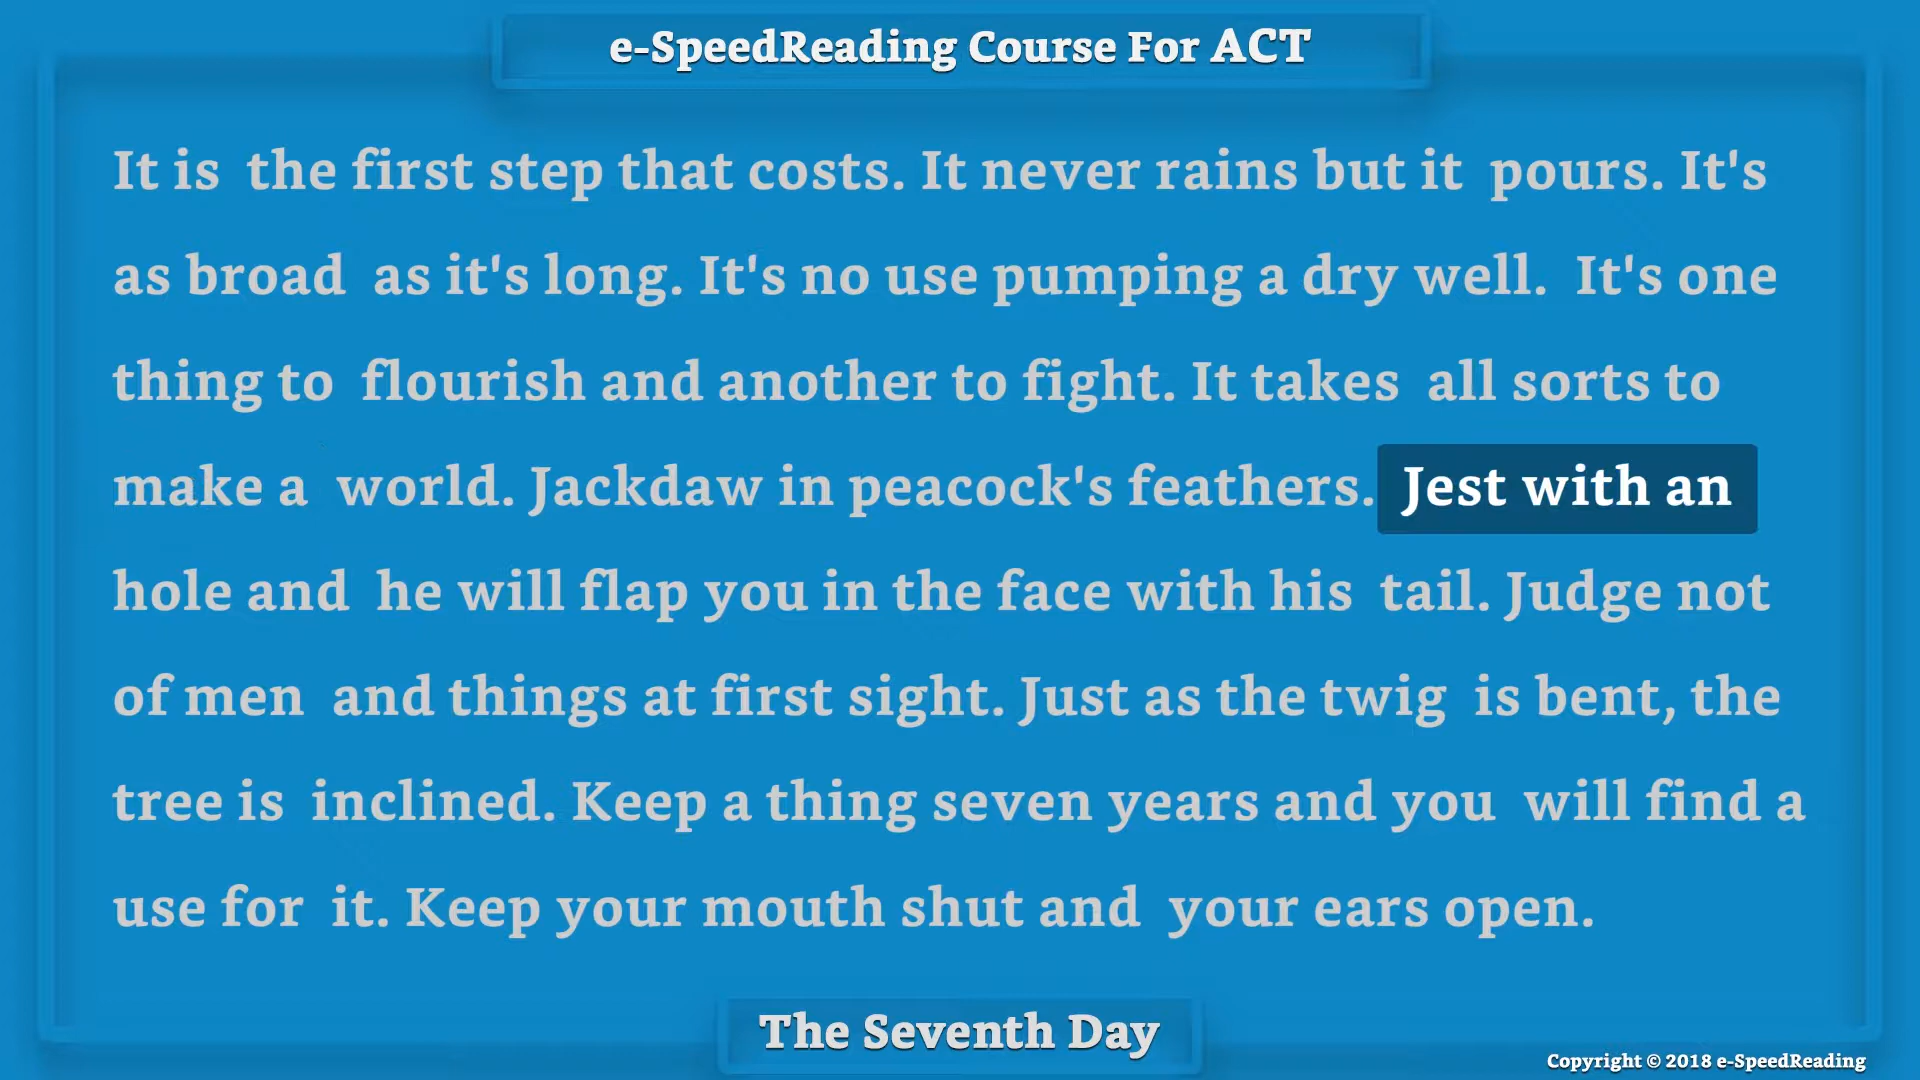 e-SpeedReading Course For ACT
It is the first step that costs. It never rains but it pours. It's
as broad as it's long. It's no use pumping a dry well. It's one
thing to flourish and another to fight. It takes all sorts to
make a world. Jackdaw in peacock's feathers. Jest with an
hole and he will flap you in the face with his tail. Judge not
of men and things at first sight. Just as the twig is bent, the
tree is inclined. Keep a thing seven years and you will find a
use for it. Keep your mouth shut and your ears open.
The Seventh Day
Copyright © 2018 e-SpeedReading